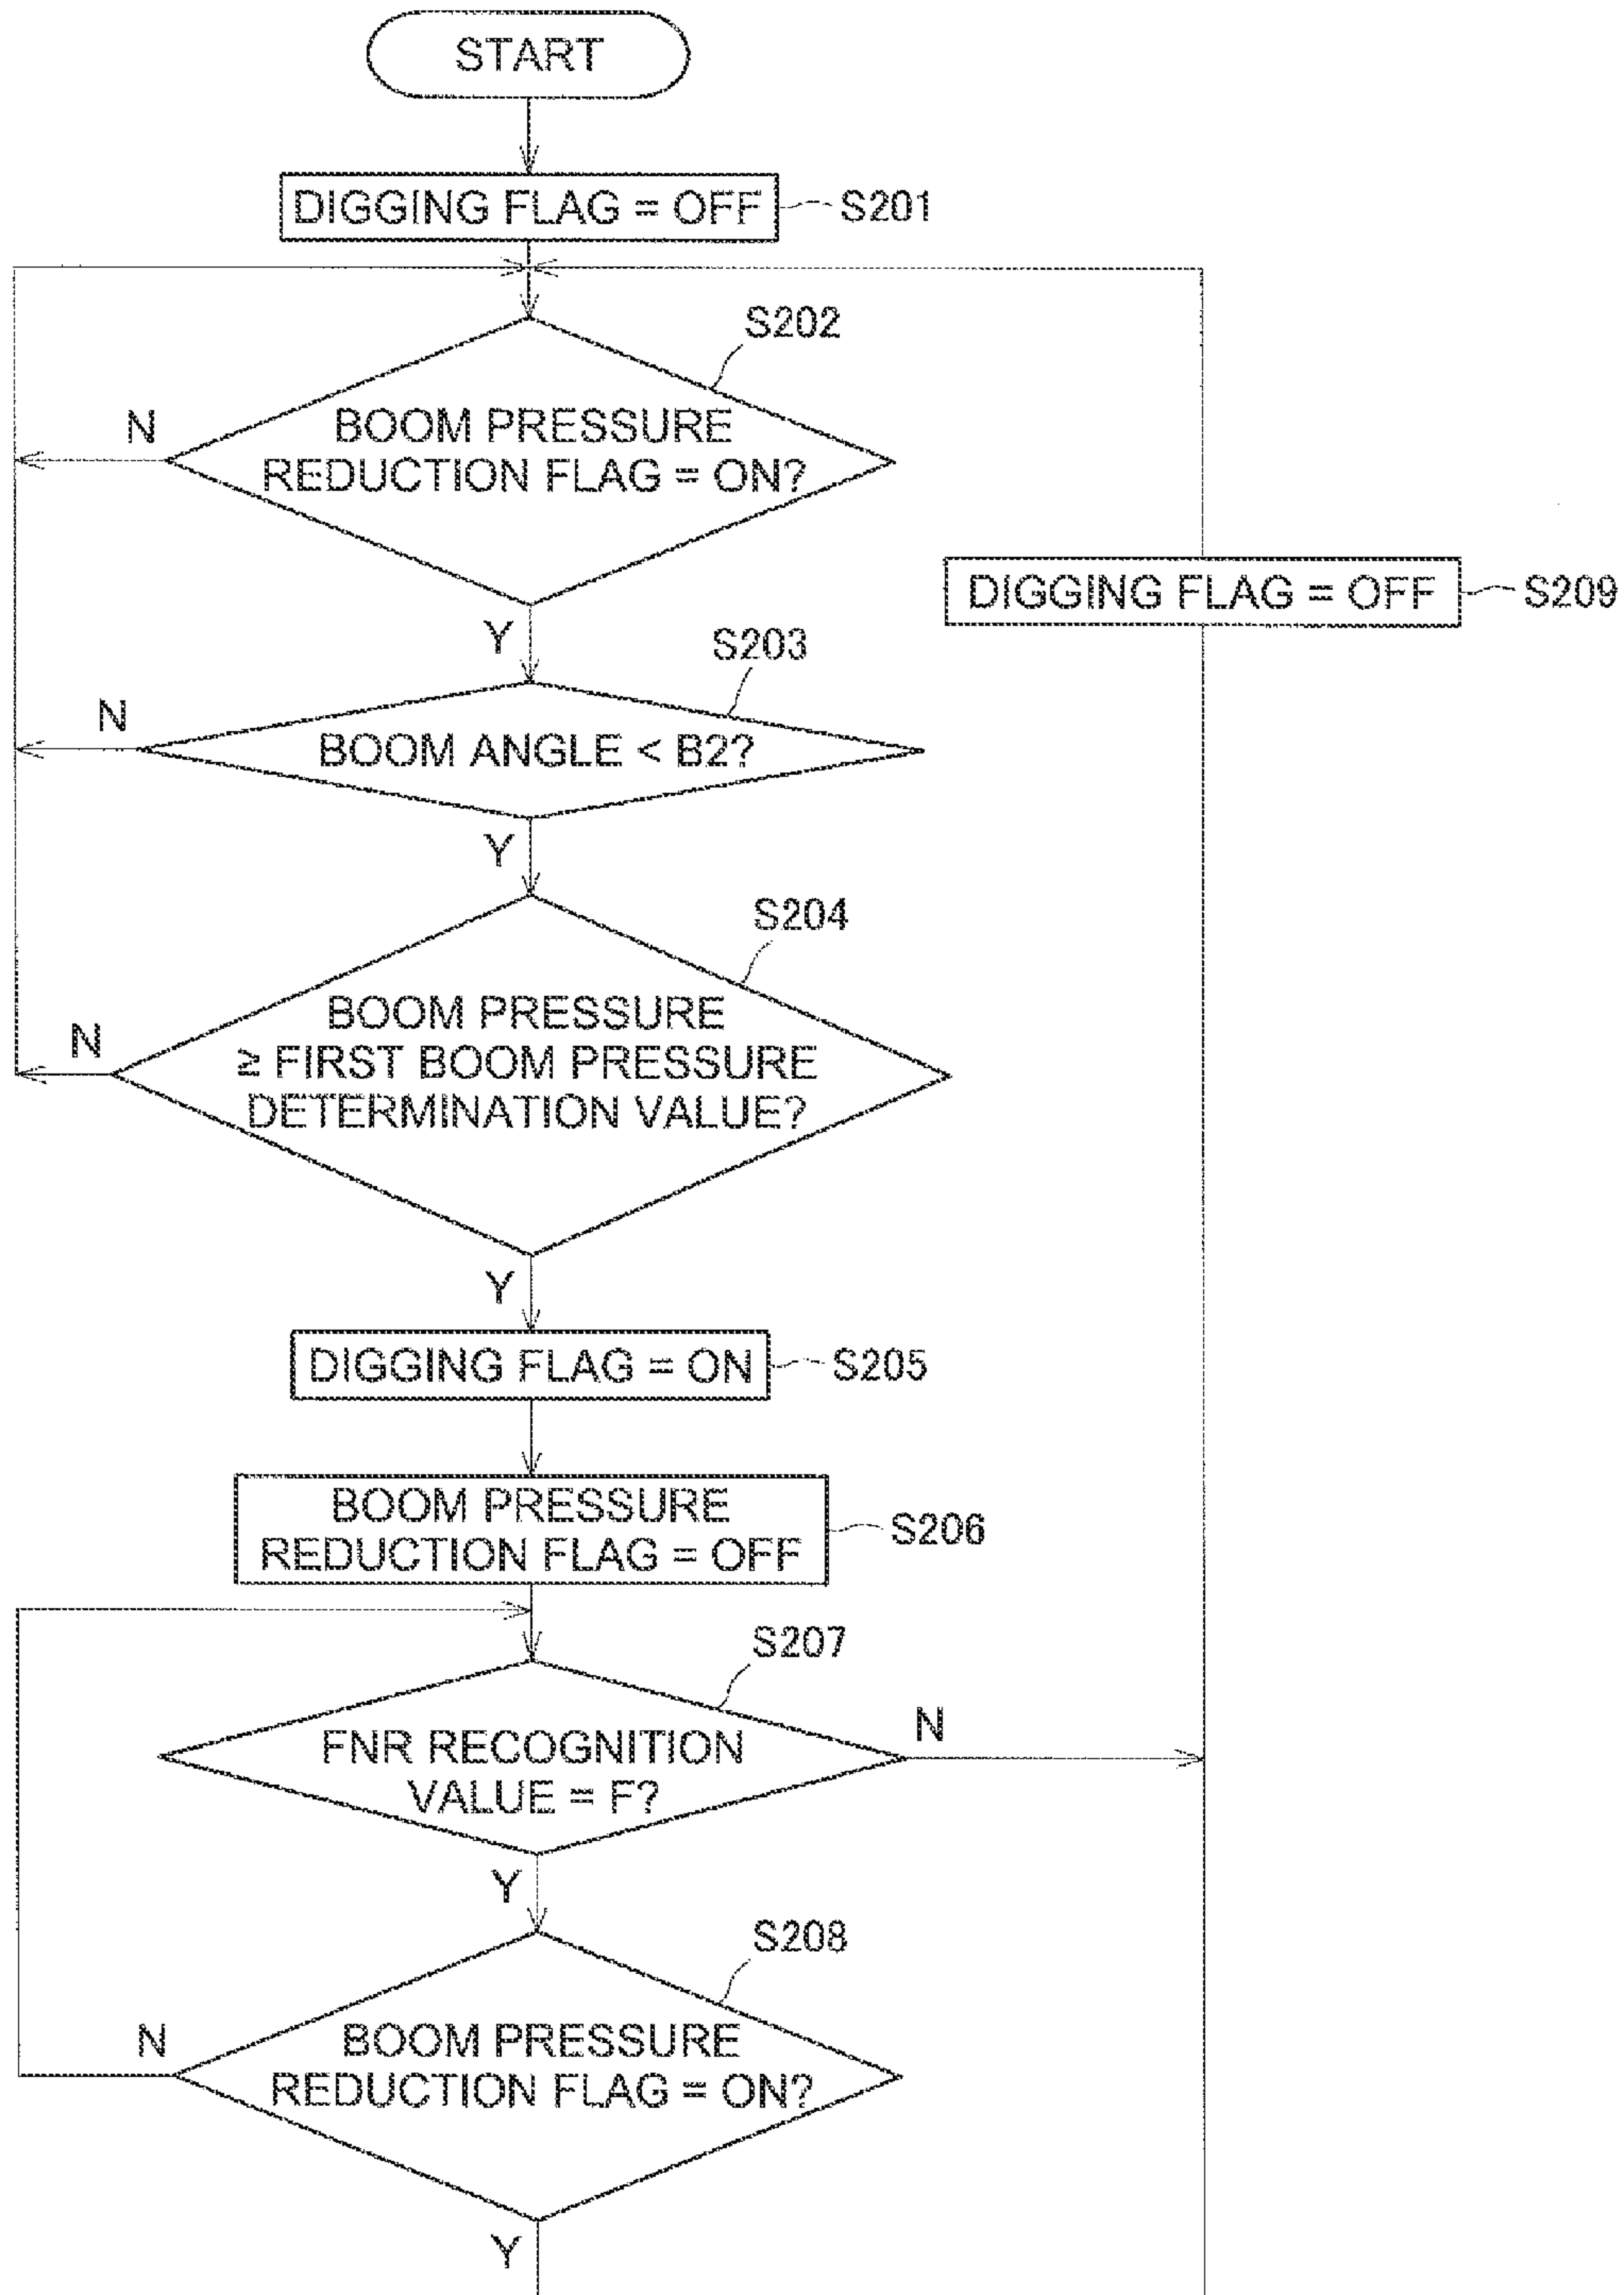 START
DIGGING FLAG = OFF
S201
S202
N
BOOM PRESSURE
REDUCTION FLAG = ON?
DIGGING FLAG = OFF
S209
Y
S203
N
BOOM ANGLE < B2?
Y
S204
N
BOOM PRESSURE
≥ FIRST BOOM PRESSURE
DETERMINATION VALUE?
Y
DIGGING FLAG = ON
S205
BOOM PRESSURE
REDUCTION FLAG = OFF
S206
S207
FNR RECOGNITION
VALUE = F?
N
Y
S208
N
BOOM PRESSURE
REDUCTION FLAG = ON?
Y